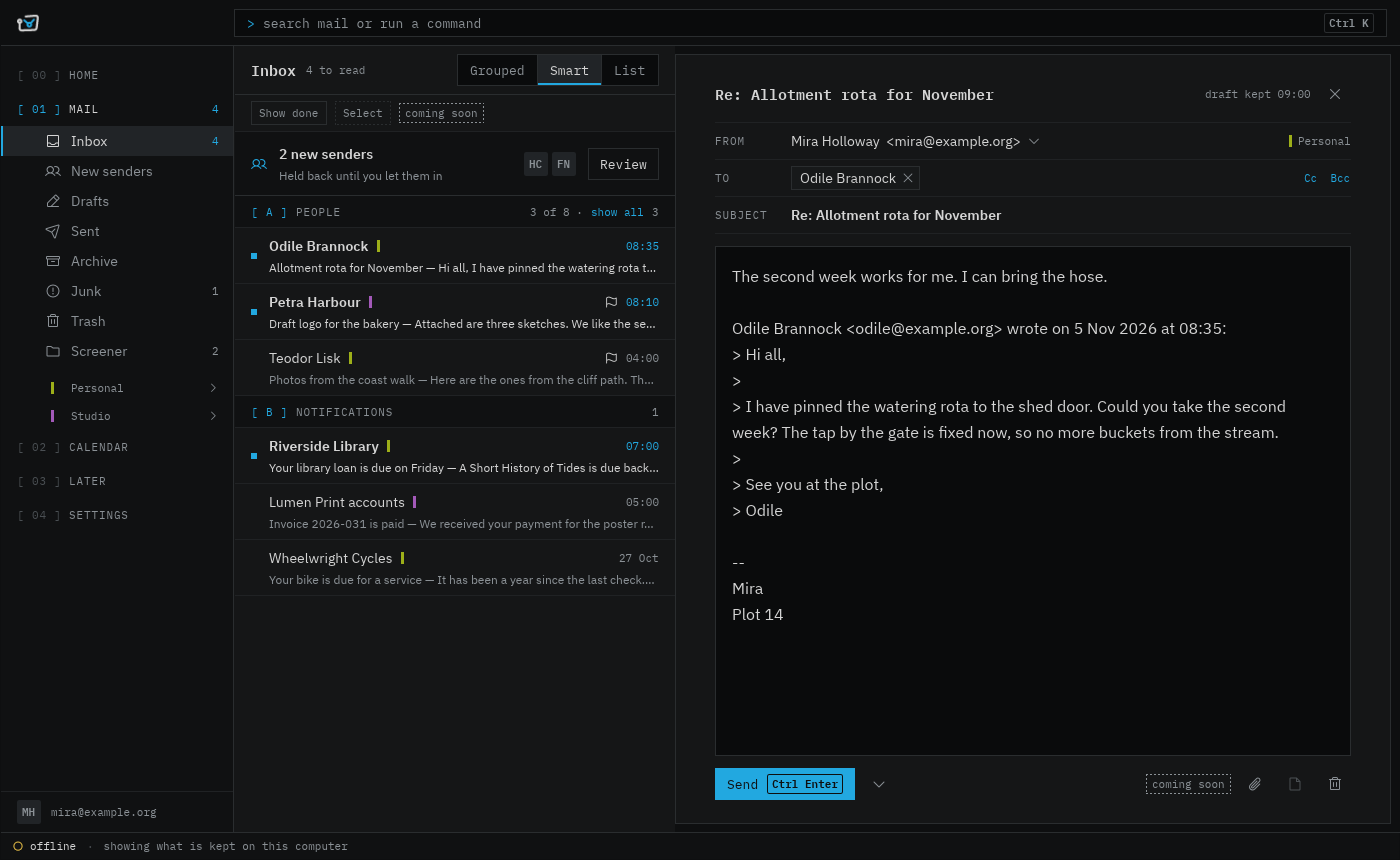 > search mail or run a command
Ctrl K
[ 00 ] HOME
[ 01 ] MAIL 4
Inbox 4
New senders
Drafts
Sent
Archive
Junk 1
Trash
Screener 2
Personal
Studio
[ 02 ] CALENDAR
[ 03 ] LATER
[ 04 ] SETTINGS
MH mira@example.org
Inbox 4 to read
Grouped Smart List
Show done Select coming soon
2 new senders
Held back until you let them in
HC FN Review
[ A ] PEOPLE 3 of 8 · show all 3
Odile Brannock 08:35
Allotment rota for November — Hi all, I have pinned the watering rota t…
Petra Harbour 08:10
Draft logo for the bakery — Attached are three sketches. We like the se…
Teodor Lisk 04:00
Photos from the coast walk — Here are the ones from the cliff path. Th…
[ B ] NOTIFICATIONS 1
Riverside Library 07:00
Your library loan is due on Friday — A Short History of Tides is due back…
Lumen Print accounts 05:00
Invoice 2026-031 is paid — We received your payment for the poster r…
Wheelwright Cycles 27 Oct
Your bike is due for a service — It has been a year since the last check.…
Re: Allotment rota for November draft kept 09:00
FROM Mira Holloway <mira@example.org> Personal
TO Odile Brannock Cc Bcc
SUBJECT Re: Allotment rota for November
The second week works for me. I can bring the hose.
Odile Brannock <odile@example.org> wrote on 5 Nov 2026 at 08:35:
> Hi all,
>
> I have pinned the watering rota to the shed door. Could you take the second
week? The tap by the gate is fixed now, so no more buckets from the stream.
>
> See you at the plot,
> Odile
--
Mira
Plot 14
Send Ctrl Enter
coming soon
offline · showing what is kept on this computer